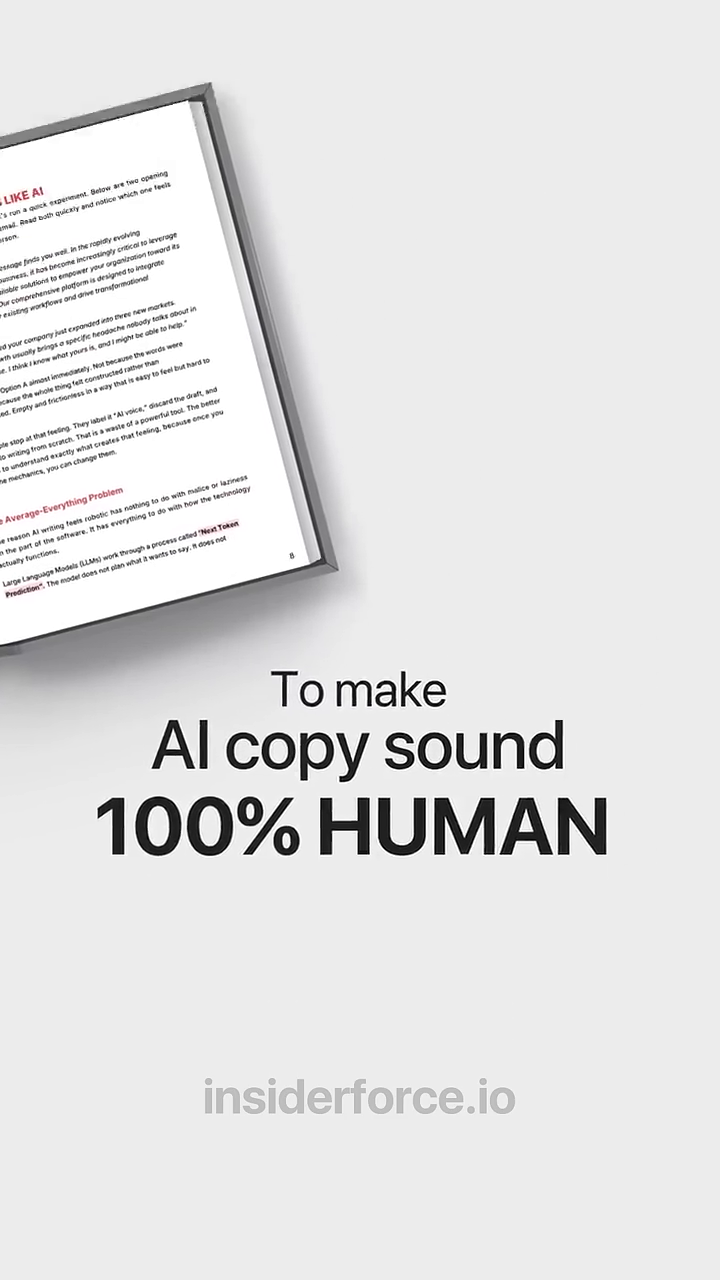 LIKE AI
's run a quick experiment. Below are two opening
email. Read both quickly and notice which one feels
erson.
essage finds you well. In the rapidly evolving
business, it has become increasingly critical to leverage
ailable solutions to empower your organization toward its
Our comprehensive platform is designed to integrate
existing workflows and drive transformational
ed your company just expanded into three new markets.
wth usually brings a specific headache nobody talks about in
e. I think I know what yours is, and I might be able to help."
Option A almost immediately. Not because the words were
ecause the whole thing felt constructed rather than
ed. Empty and frictionless in a way that is easy to feel but hard to
ple stop at that feeling. They label it "AI voice," discard the draft, and
to writing from scratch. That is a waste of a powerful tool. The better
to understand exactly what creates that feeling, because once you
he mechanics, you can change them.
e Average-Everything Problem
he reason AI writing feels robotic has nothing to do with malice or laziness
n the part of the software. It has everything to do with how the technology
actually functions.
Large Language Models (LLMs) work through a process called "Next Token
Prediction". The model does not plan what it wants to say. It does not
8
To make
AI copy sound
100% HUMAN
insiderforce.io